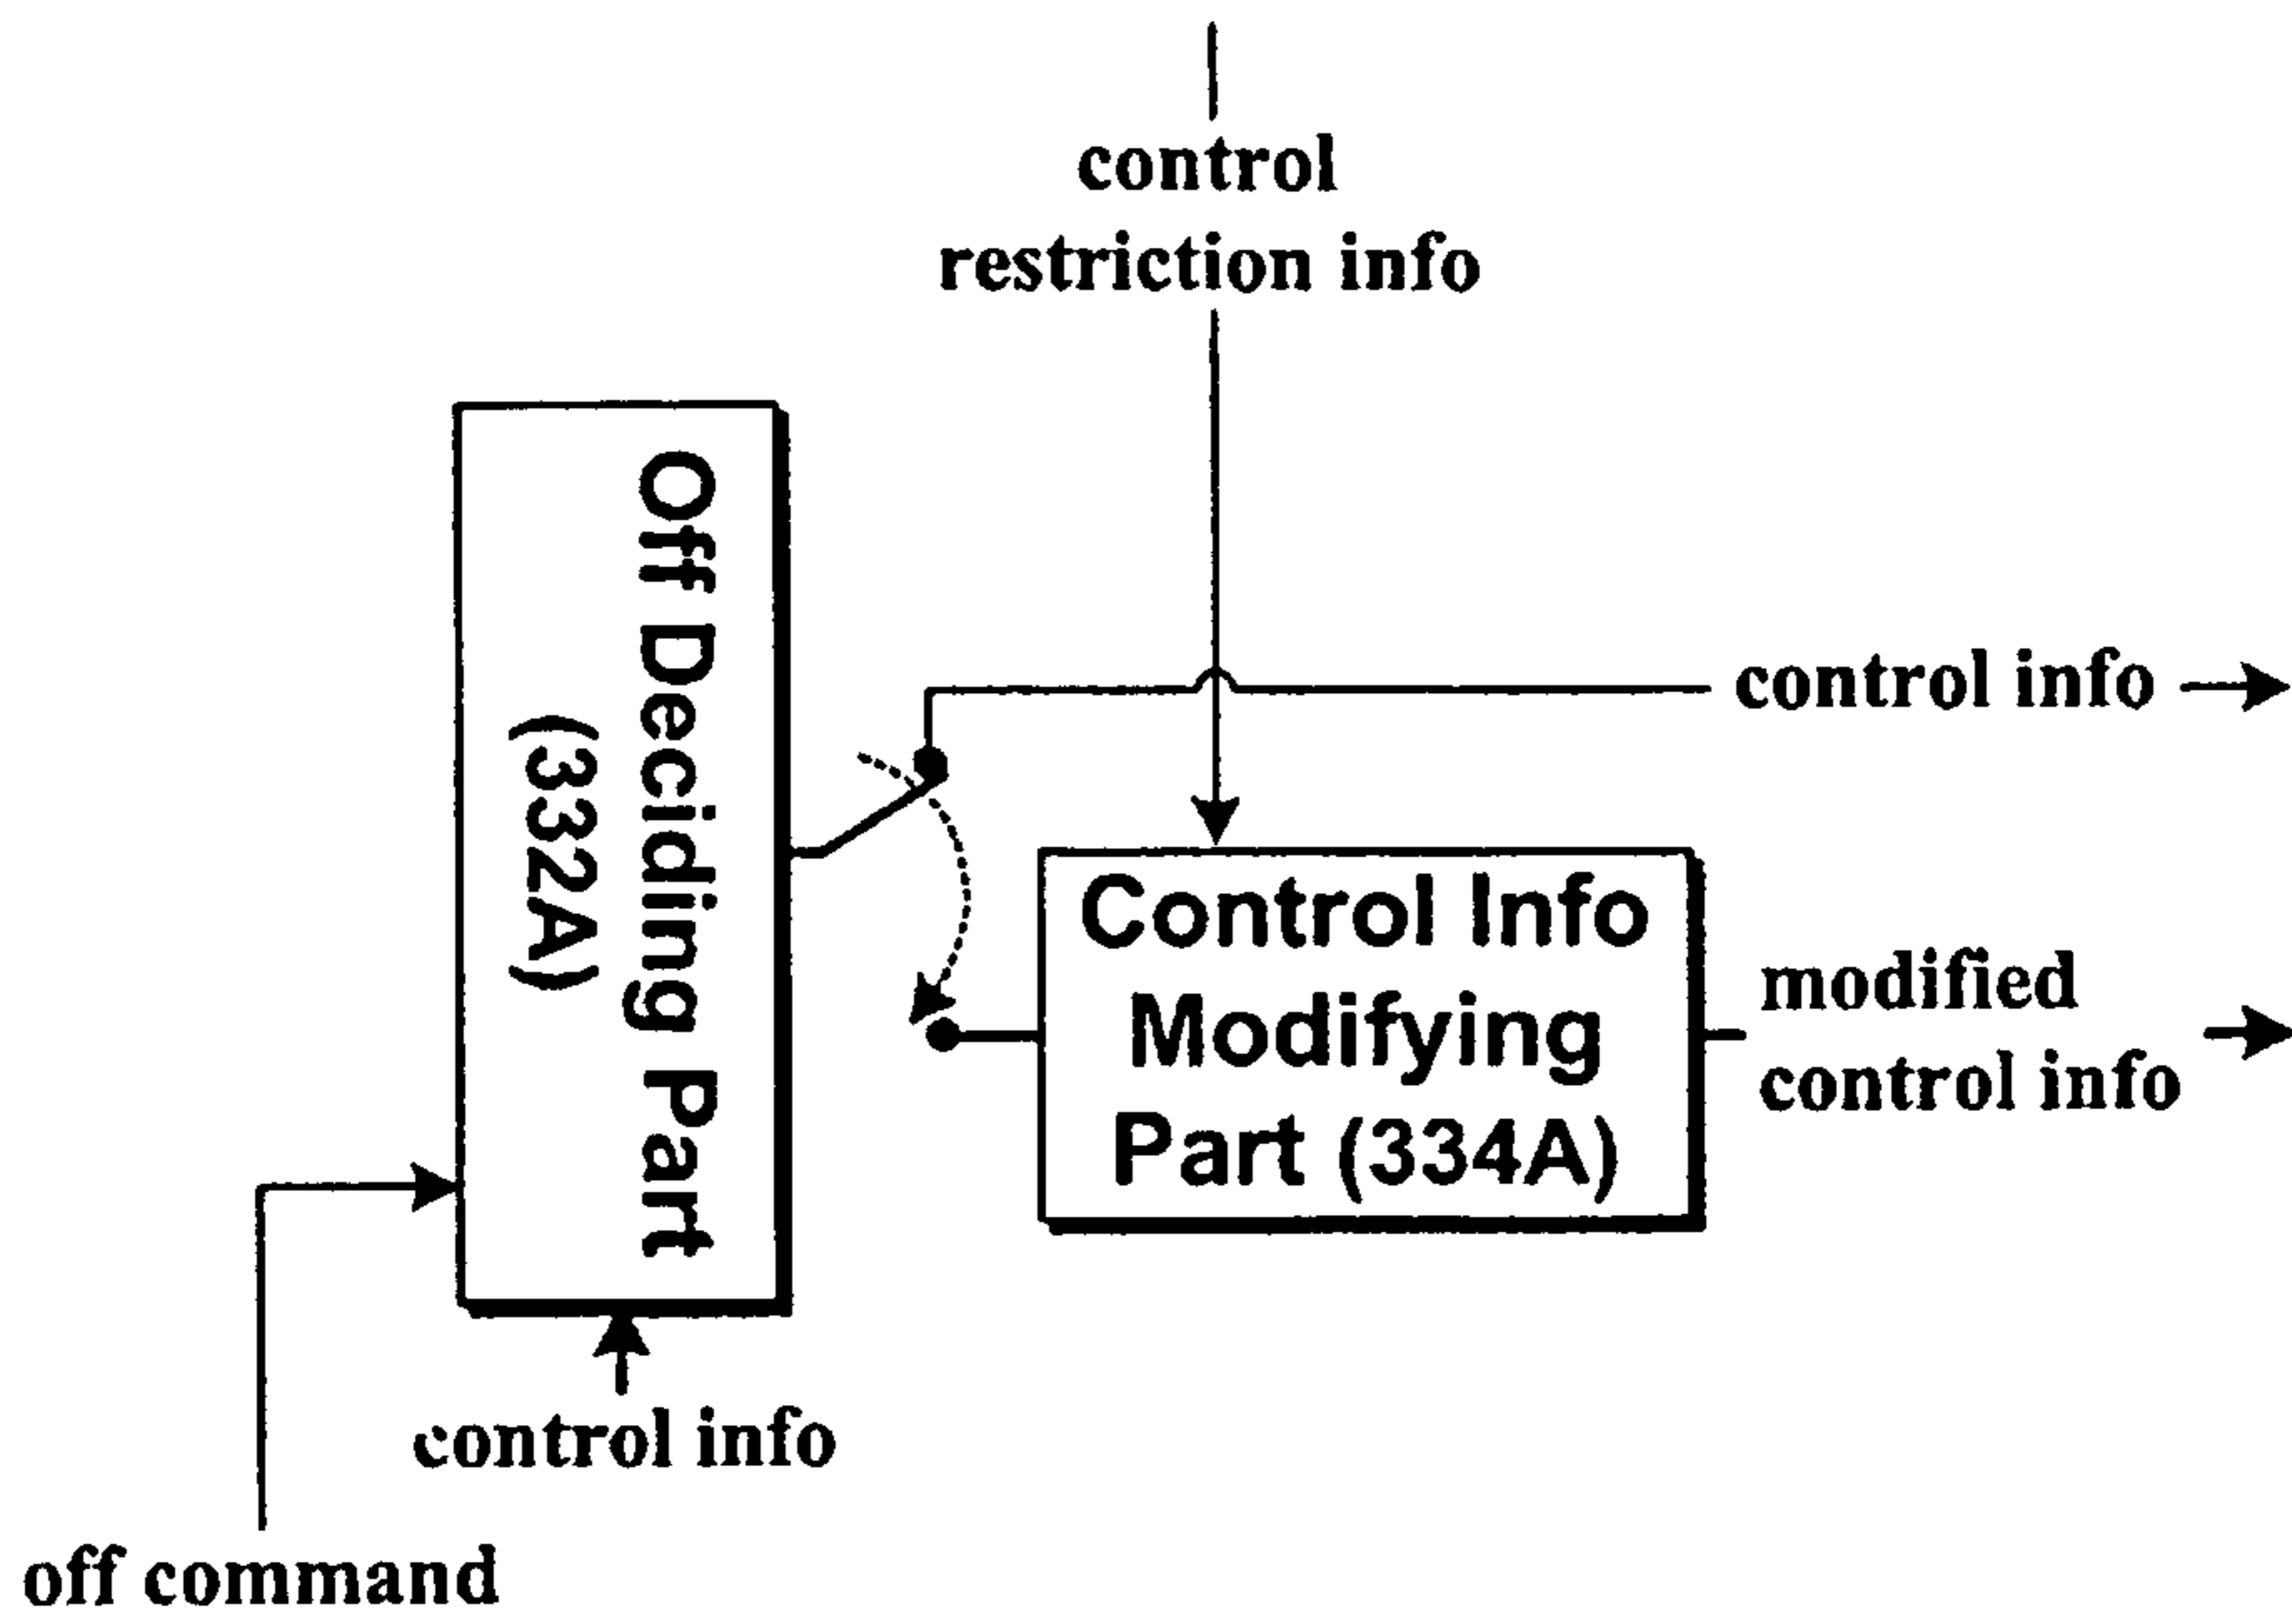 control
restriction info
Off Deciding Part
(332A)
control info
Control Info
Modifying
Part (334A)
modified
control info
control info
off command